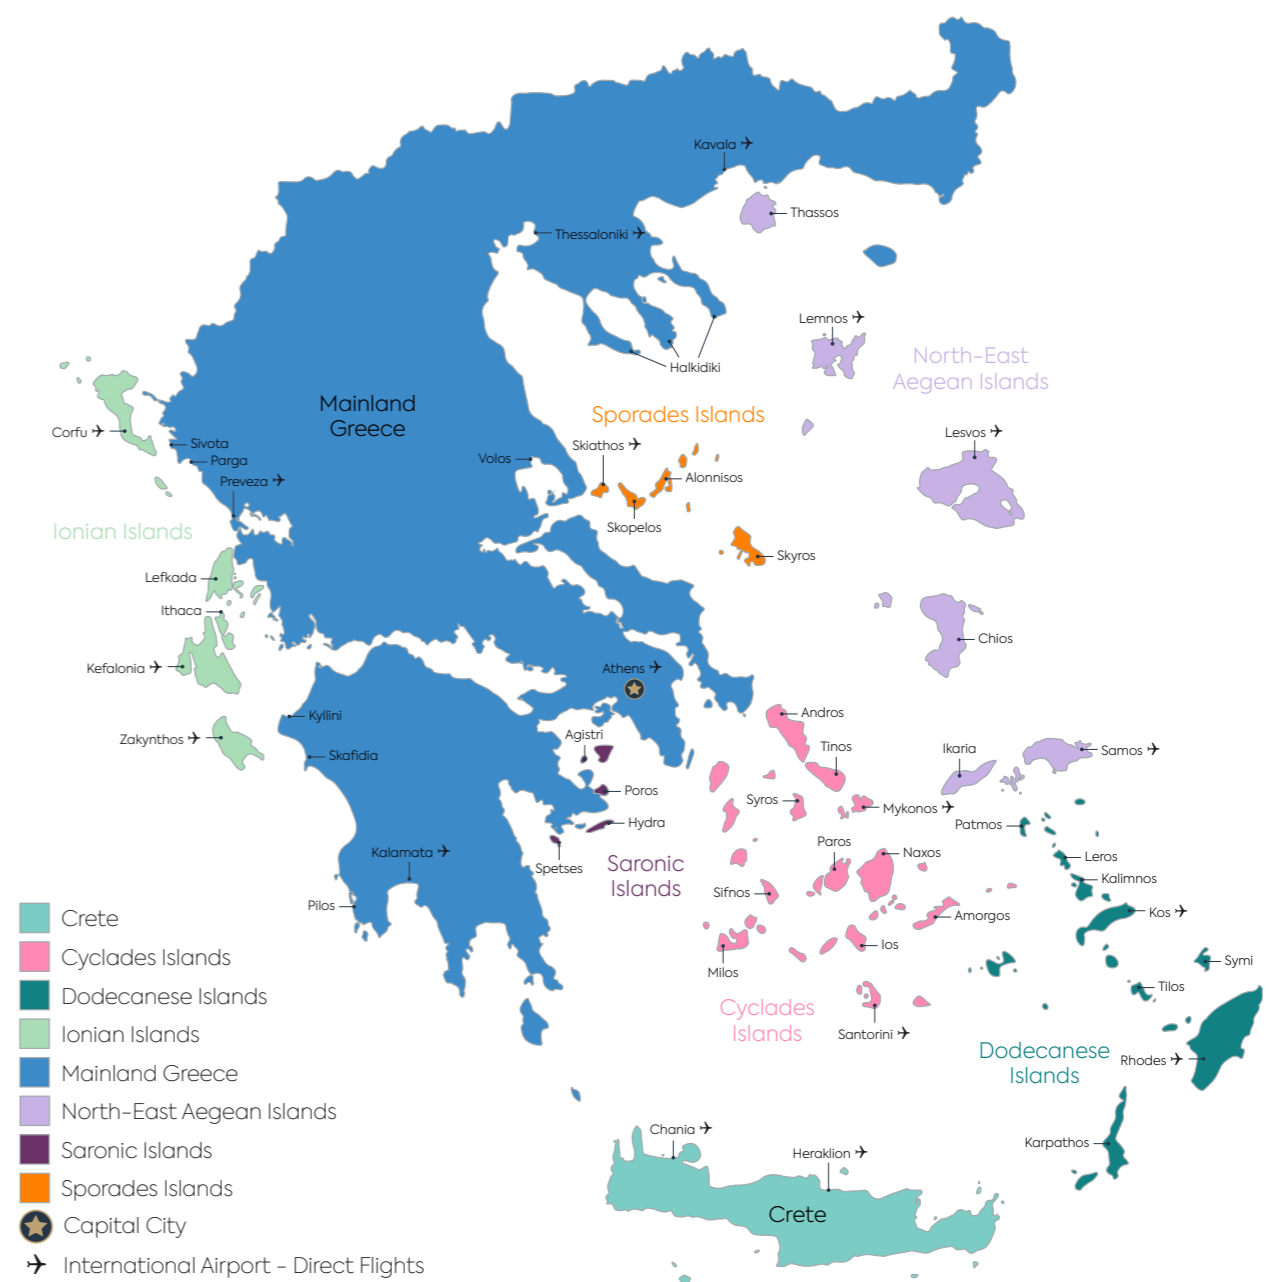 Kavala
Thassos
Thessaloniki
Lemnos
North-East
Aegean Islands
Halkidiki
Mainland
Greece
Sporades Islands
Corfu
Sivota
Skiathos
Lesvos
Parga
Volos
Alonnisos
Preveza
Skopelos
Ionian Islands
Skyros
Lefkada
Ithaca
Chios
Kefalonia
Athens
Kyllini
Andros
Zakynthos
Agistri
Tinos
Ikaria
Samos
Skafidia
Poros
Syros
Mykonos
Hydra
Patmos
Kalamata
Spetses
Saronic
Islands
Paros
Naxos
Leros
Kalimnos
Sifnos
Pilos
Amorgos
Kos
Ios
Milos
Symi
Tilos
Cyclades
Islands
Santorini
Dodecanese
Islands
Rhodes
Chania
Karpathos
Heraklion
Crete
Crete
Cyclades Islands
Dodecanese Islands
Ionian Islands
Mainland Greece
North-East Aegean Islands
Saronic Islands
Sporades Islands
Capital City
International Airport - Direct Flights